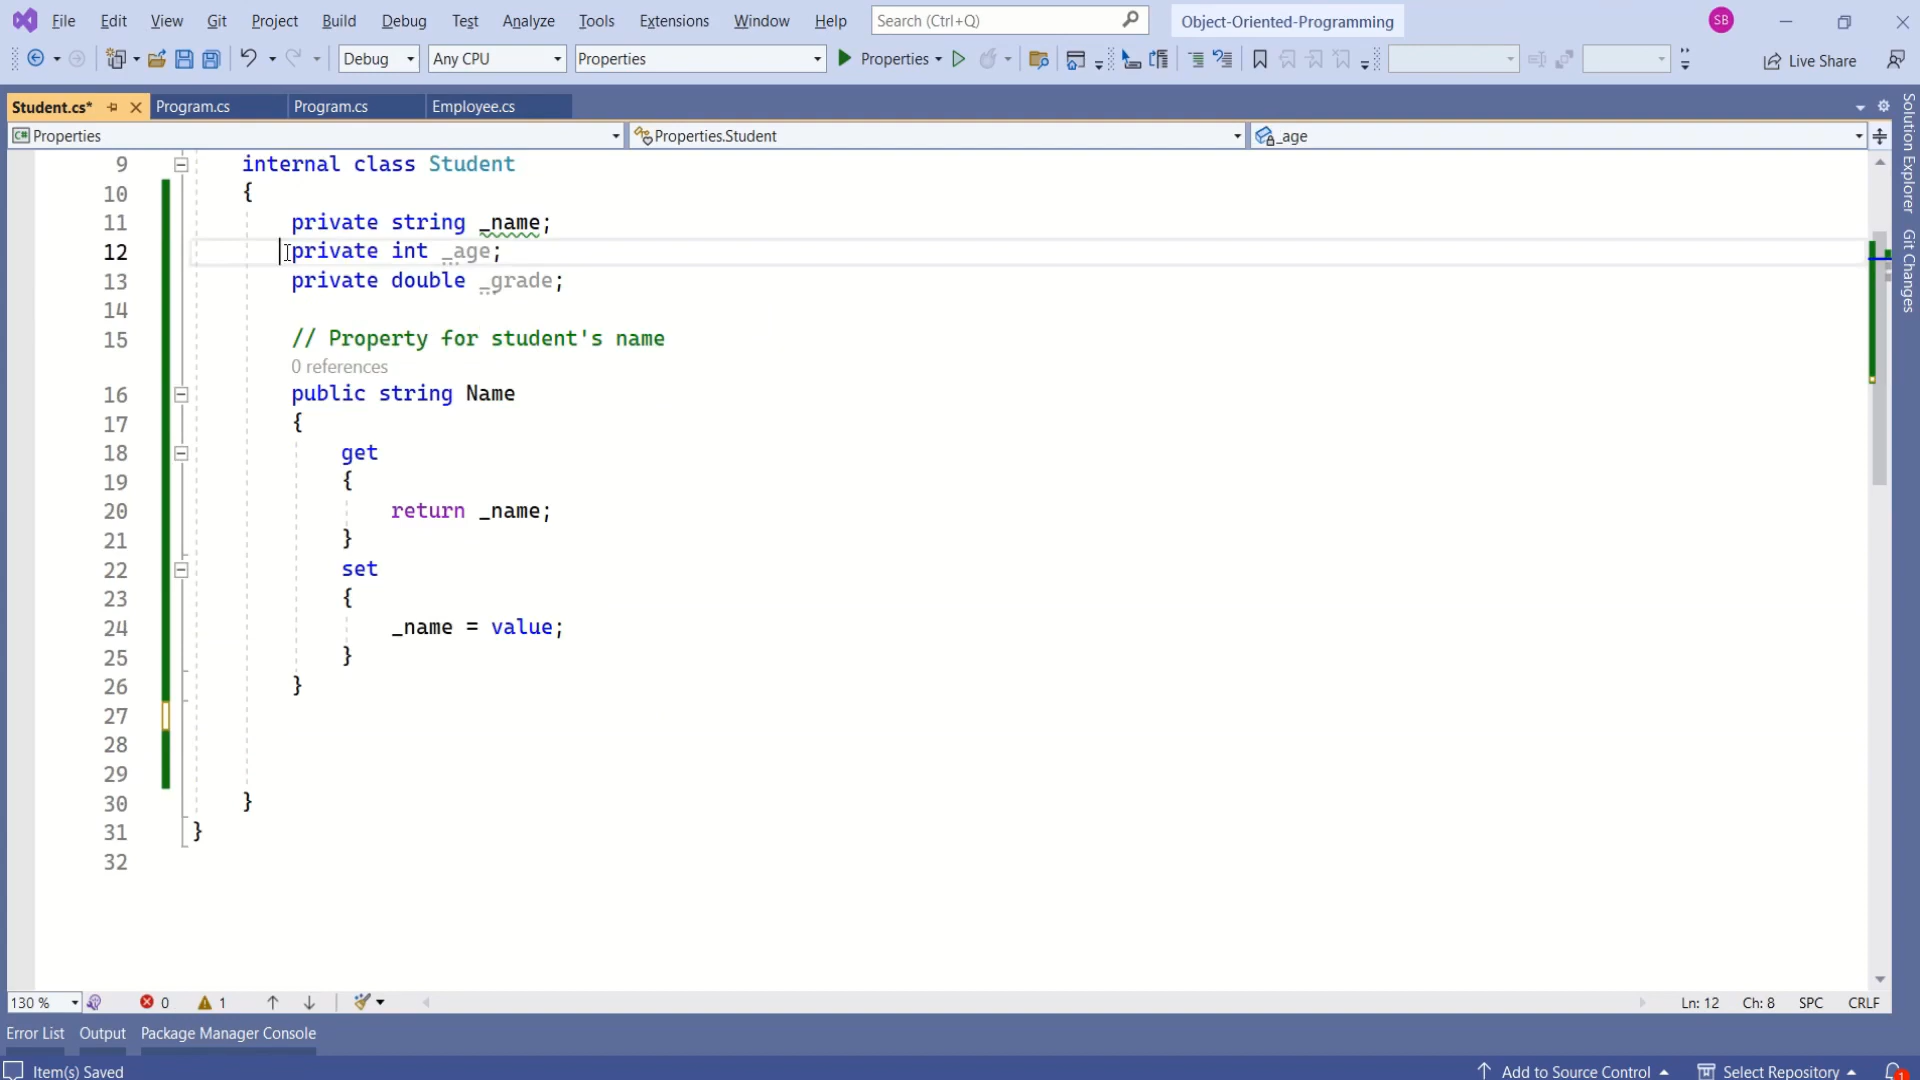 File Edit View Git Project Build Debug Test Analyze Tools Extensions Window Help Search (Ctrl+Q) Object-Oriented-Programming SB
Debug Any CPU Properties Properties Live Share
Student.cs* Program.cs Program.cs Employee.cs
Properties Properties.Student _age
9 internal class Student
10 {
11 private string _name;
12 private int _age;
13 private double _grade;
14
15 // Property for student's name
0 references
16 public string Name
17 {
18 get
19 {
20 return _name;
21 }
22 set
23 {
24 _name = value;
25 }
26 }
27
28
29
30 }
31 }
32
Solution Explorer
Git Changes
130 % 0 1 Ln: 12 Ch: 8 SPC CRLF
Error List Output Package Manager Console
Item(s) Saved Add to Source Control Select Repository 1